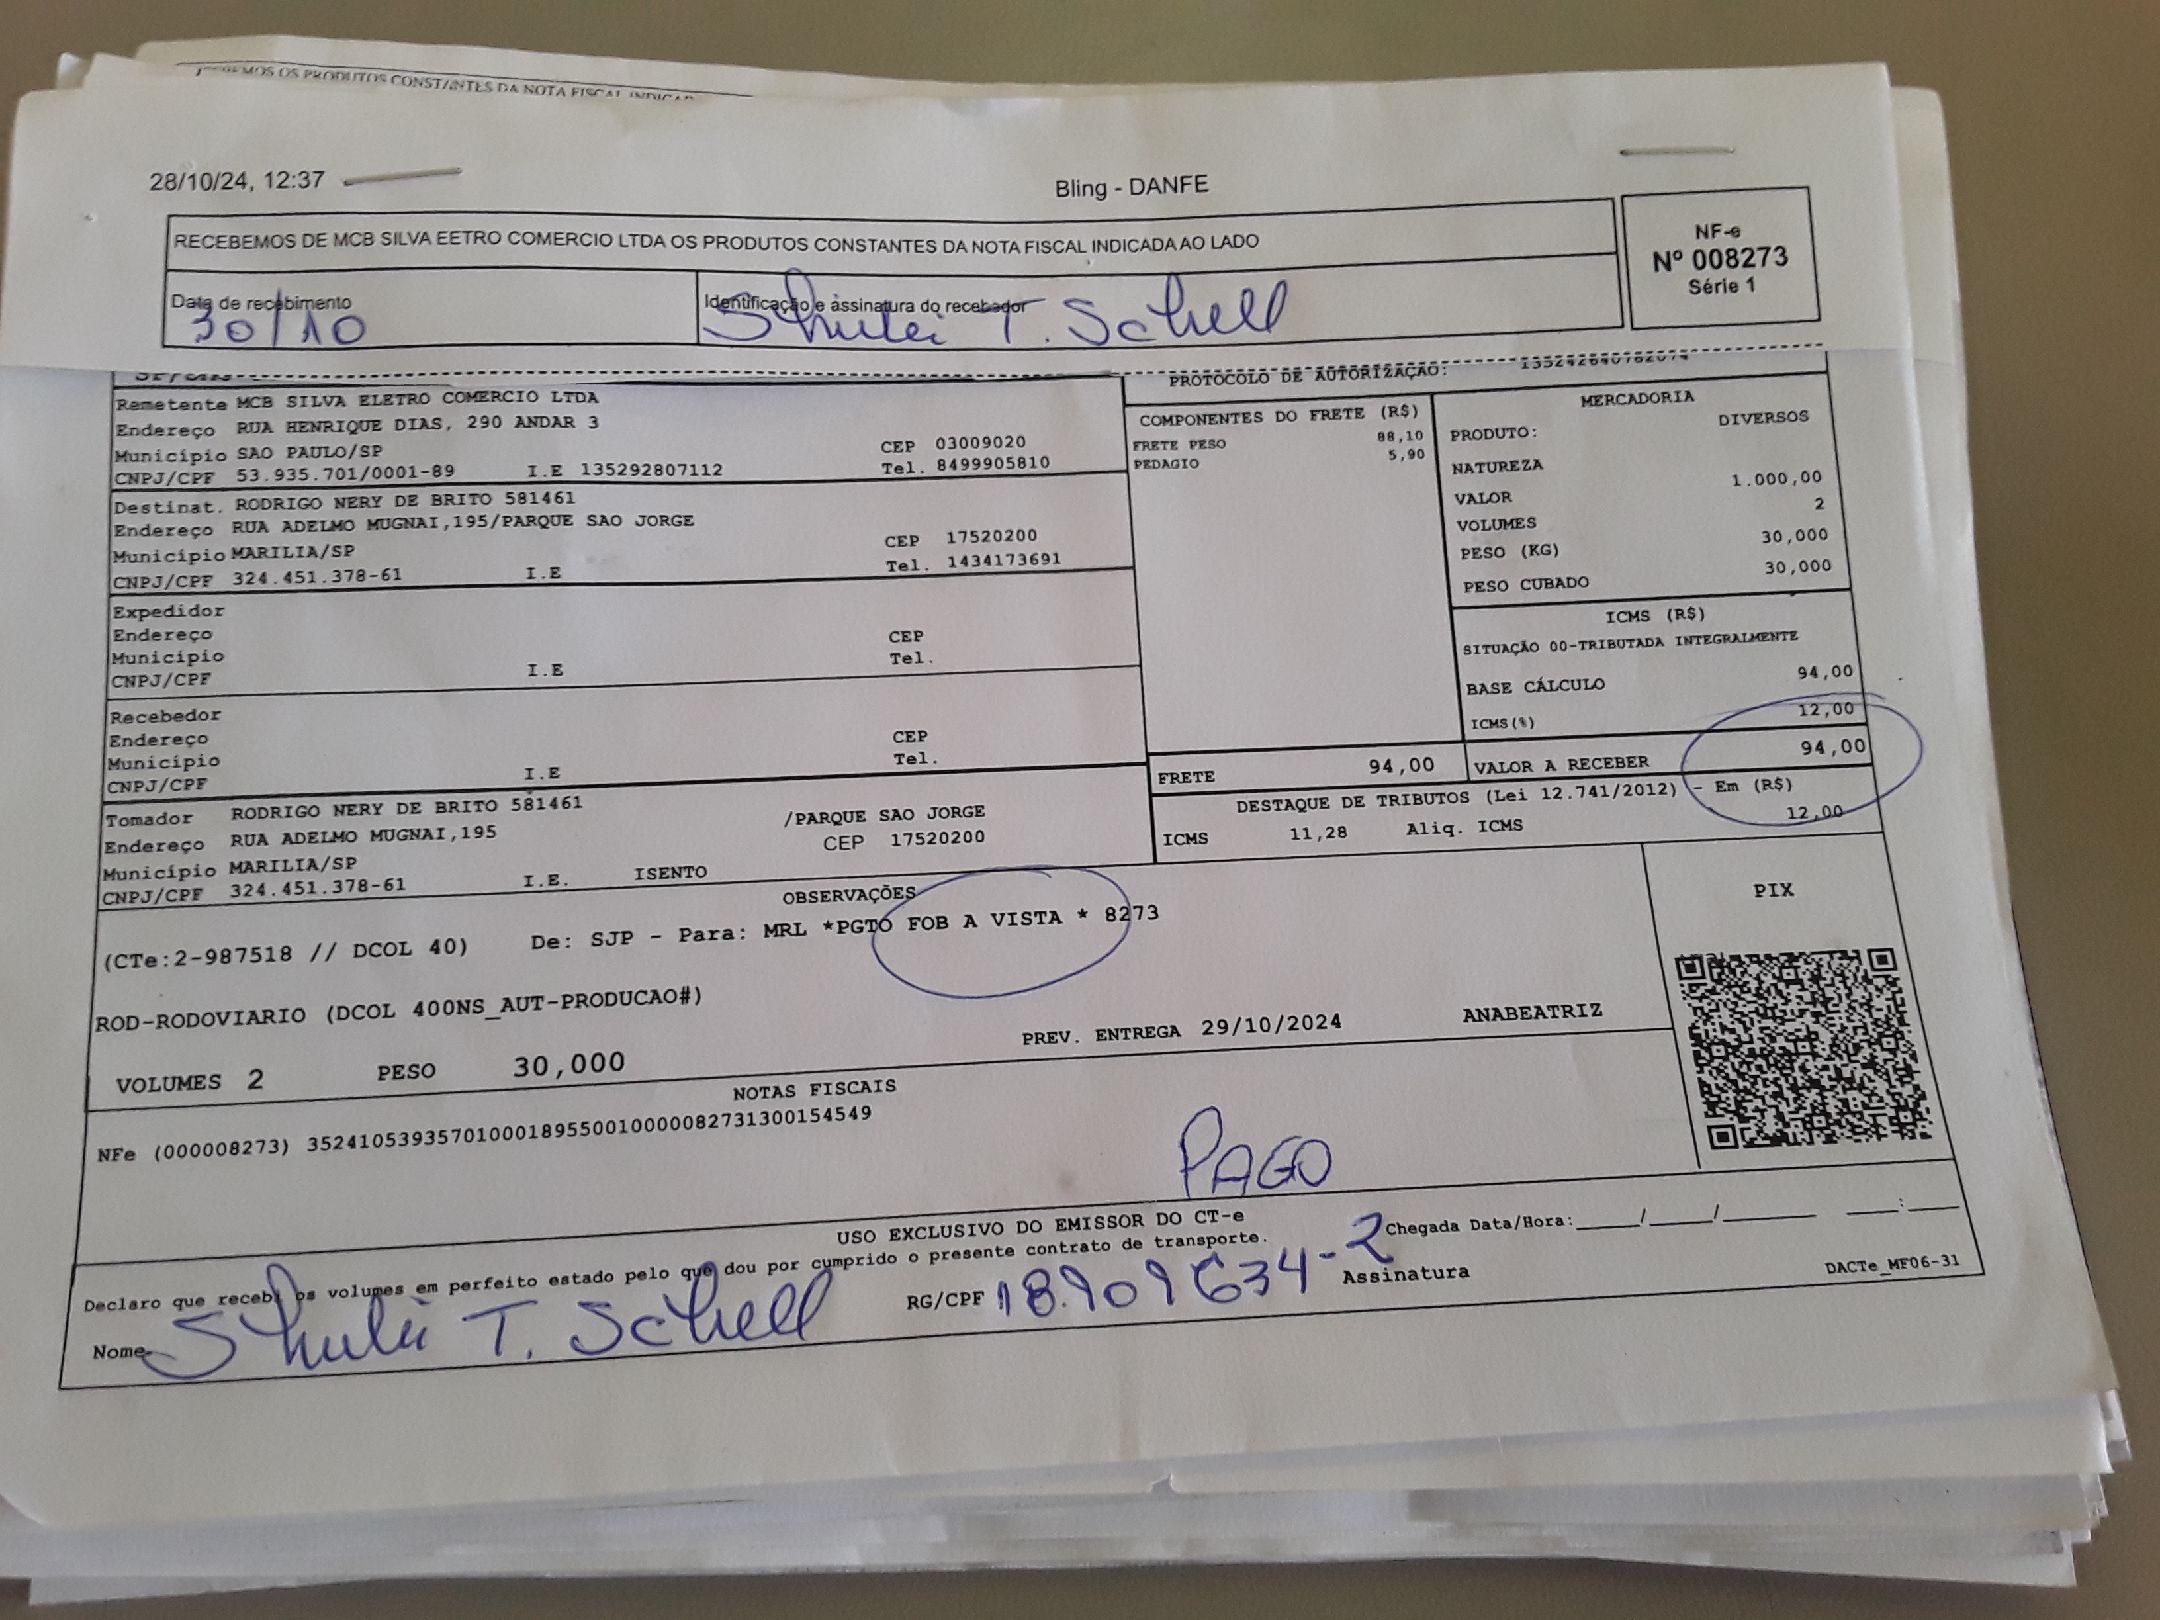 28/10/24, 12:37
Bling - DANFE
RECEBEMOS DE MCB SILVA EETRO COMERCIO LTDA OS PRODUTOS CONSTANTES DA NOTA FISCAL INDICADA AO LADO
NF-e
Nº 008273
Série 1
Data de recebimento
30/10
Identificação e assinatura do recebedor
T. Schell
PROTOCOLO DE AUTORIZAÇÃO:
Remetente MCB SILVA ELETRO COMERCIO LTDA
Endereço RUA HENRIQUE DIAS, 290 ANDAR 3
Município SAO PAULO/SP CEP 03009020
CNPJ/CPF 53.935.701/0001-89 I.E 135292807112 Tel. 8499905810
Destinat. RODRIGO NERY DE BRITO 581461
Endereço RUA ADELMO MUGNAI,195/PARQUE SAO JORGE
Município MARILIA/SP CEP 17520200
CNPJ/CPF 324.451.378-61 I.E Tel. 1434173691
Expedidor
Endereço
Município CEP
CNPJ/CPF I.E Tel.
Recebedor
Endereço
Município CEP
CNPJ/CPF I.E Tel.
Tomador RODRIGO NERY DE BRITO 581461
Endereço RUA ADELMO MUGNAI,195 /PARQUE SAO JORGE
Município MARILIA/SP CEP 17520200
CNPJ/CPF 324.451.378-61 I.E. ISENTO
COMPONENTES DO FRETE (R$)
FRETE PESO 88,10
PEDAGIO 5,90
MERCADORIA
PRODUTO: DIVERSOS
NATUREZA
VALOR 1.000,00
VOLUMES 2
PESO (KG) 30,000
PESO CUBADO 30,000
ICMS (R$)
SITUAÇÃO 00-TRIBUTADA INTEGRALMENTE
BASE CÁLCULO 94,00
ICMS(%) 12,00
FRETE 94,00
VALOR A RECEBER 94,00
DESTAQUE DE TRIBUTOS (Lei 12.741/2012) - Em (R$)
ICMS 11,28 Aliq. ICMS 12,00
OBSERVAÇÕES
(CTe:2-987518 // DCOL 40) De: SJP - Para: MRL *PGTO FOB A VISTA * 8273
ROD-RODOVIARIO (DCOL 400NS_AUT-PRODUCAO#)
PREV. ENTREGA 29/10/2024 ANABEATRIZ
VOLUMES 2 PESO 30,000
PIX
NOTAS FISCAIS
NFe (000008273) 35241053935701000189550010000082731300154549
PAGO
USO EXCLUSIVO DO EMISSOR DO CT-e
Declaro que recebi os volumes em perfeito estado pelo que dou por cumprido o presente contrato de transporte.
Chegada Data/Hora:____/____/______ ___:___
Nome T. Schell
RG/CPF 18.909634-2
Assinatura
DACTe_MF06-31